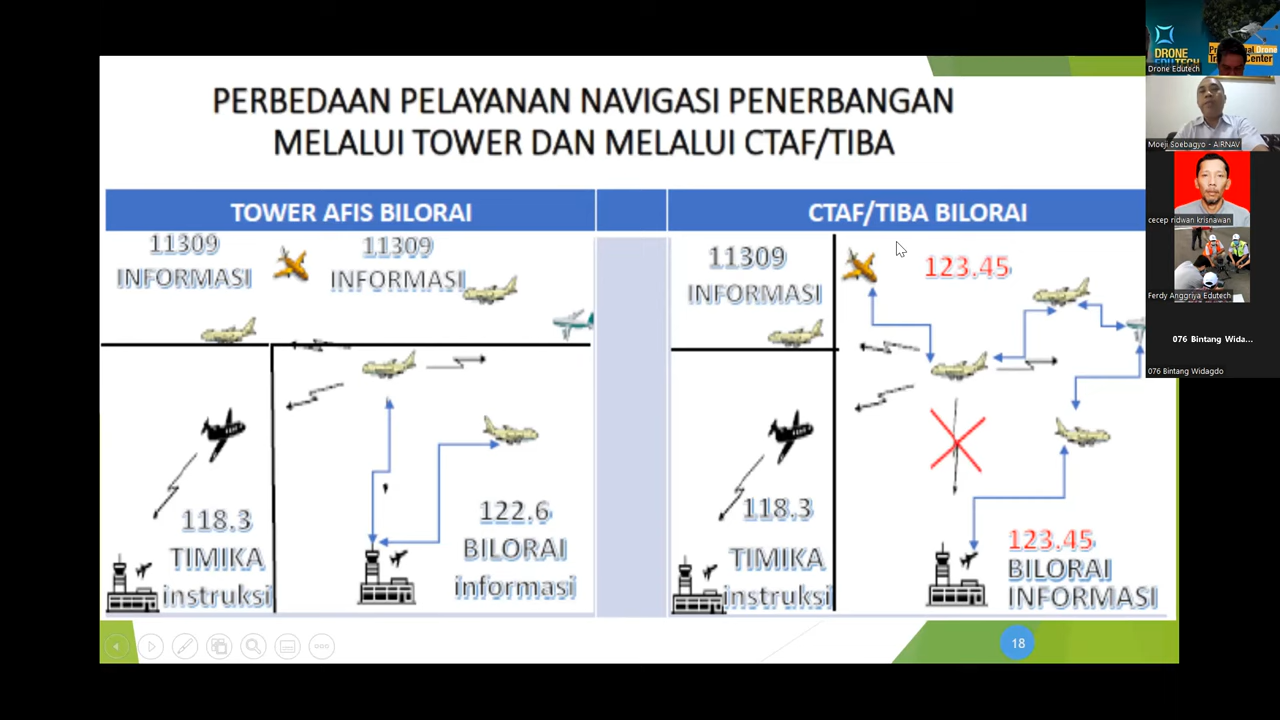 PERBEDAAN PELAYANAN NAVIGASI PENERBANGAN
MELALUI TOWER DAN MELALUI CTAF/TIBA
TOWER AFIS BILORAI
11309
INFORMASI
11309
INFORMASI
118.3
TIMIKA
instruksi
122.6
BILORAI
informasi
CTAF/TIBA BILORAI
11309
INFORMASI
123.45
118.3
TIMIKA
instruksi
123.45
BILORAI
INFORMASI
18
DRONE
Drone Edutech
Moeji Soebagyo - AIRNAV
cecep ridwan krisnawan
Ferdy Anggriya Edutech
076 Bintang Wida...
076 Bintang Widagdo